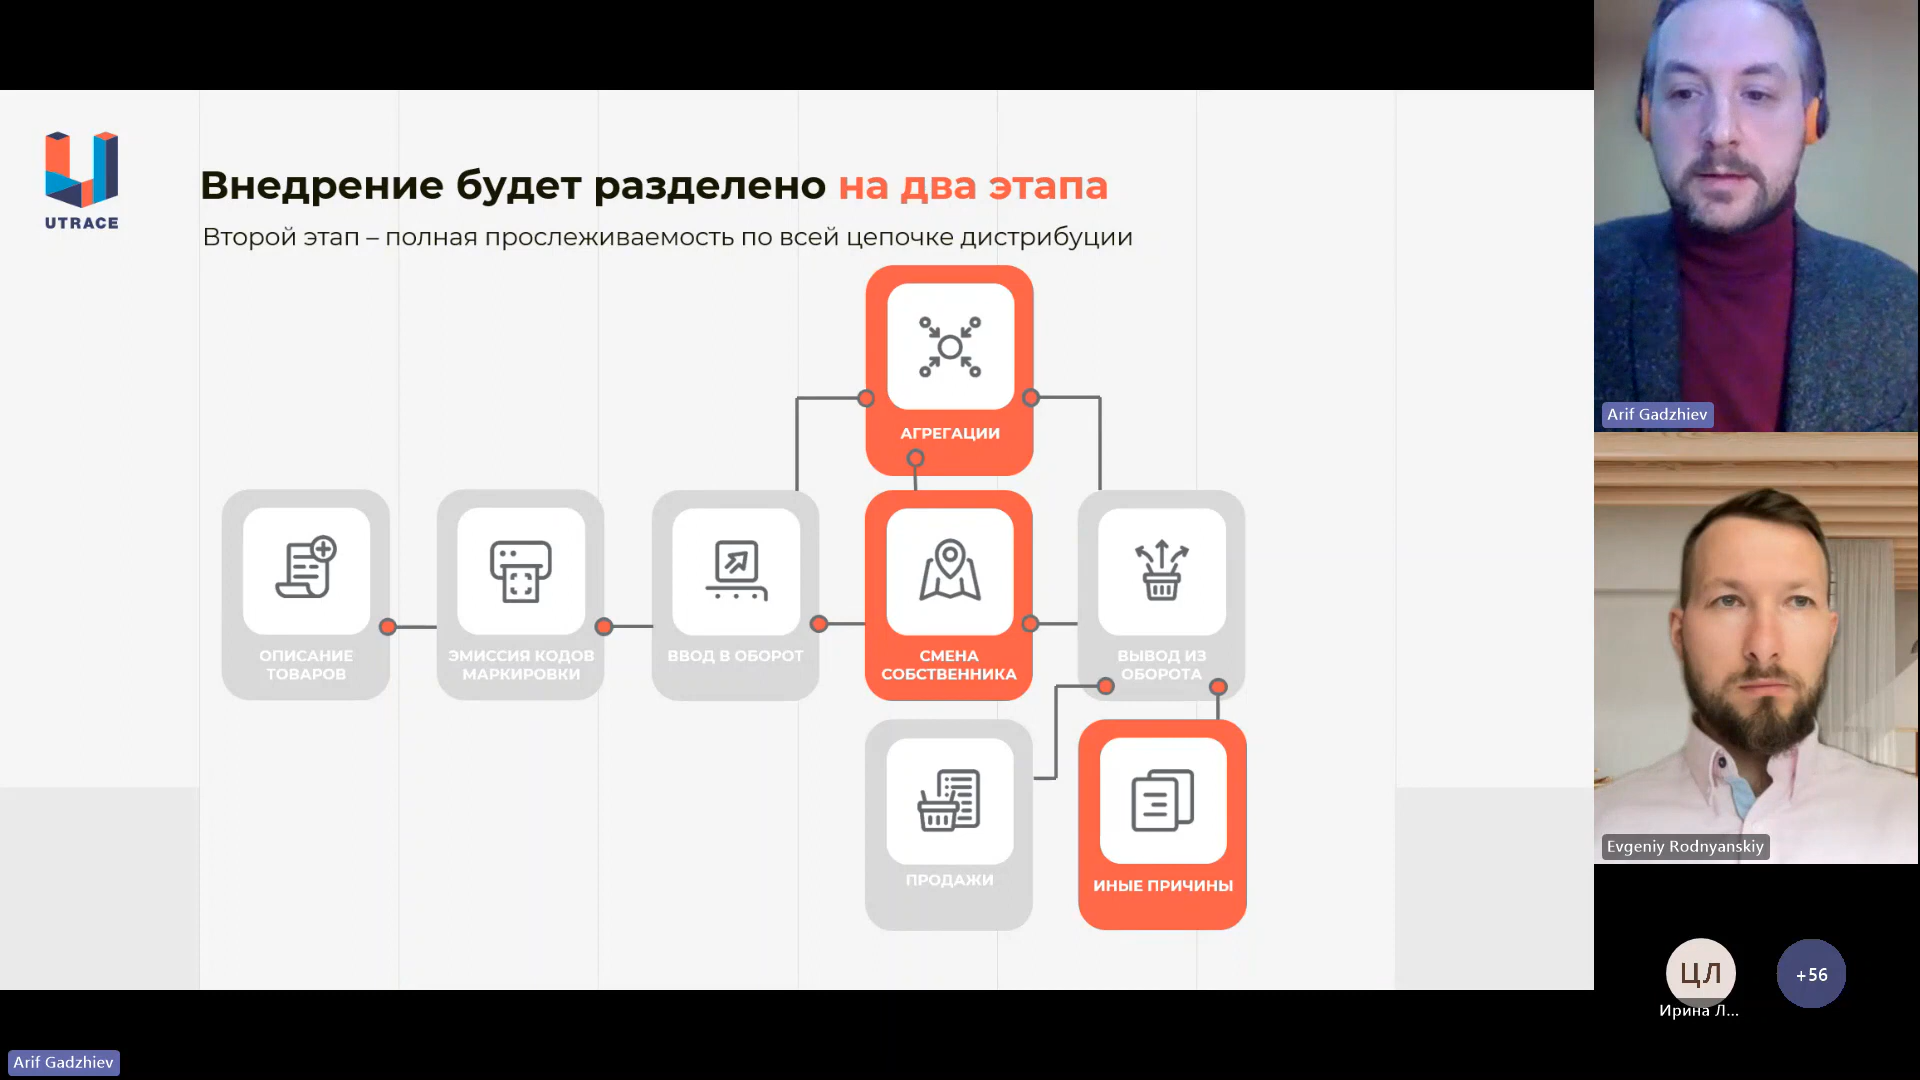 UTRACE
Внедрение будет разделено на два этапа
Второй этап – полная прослеживаемость по всей цепочке дистрибуции
АГРЕГАЦИИ
ОПИСАНИЕ
ТОВАРОВ
ЭМИССИЯ КОДОВ
МАРКИРОВКИ
ВВОД В ОБОРОТ
СМЕНА
СОБСТВЕННИКА
ВЫВОД ИЗ
ОБОРОТА
ПРОДАЖИ
ИНЫЕ ПРИЧИНЫ
Arif Gadzhiev
Evgeniy Rodnyanskiy
ЦЛ
Ирина Л...
+56
Arif Gadzhiev